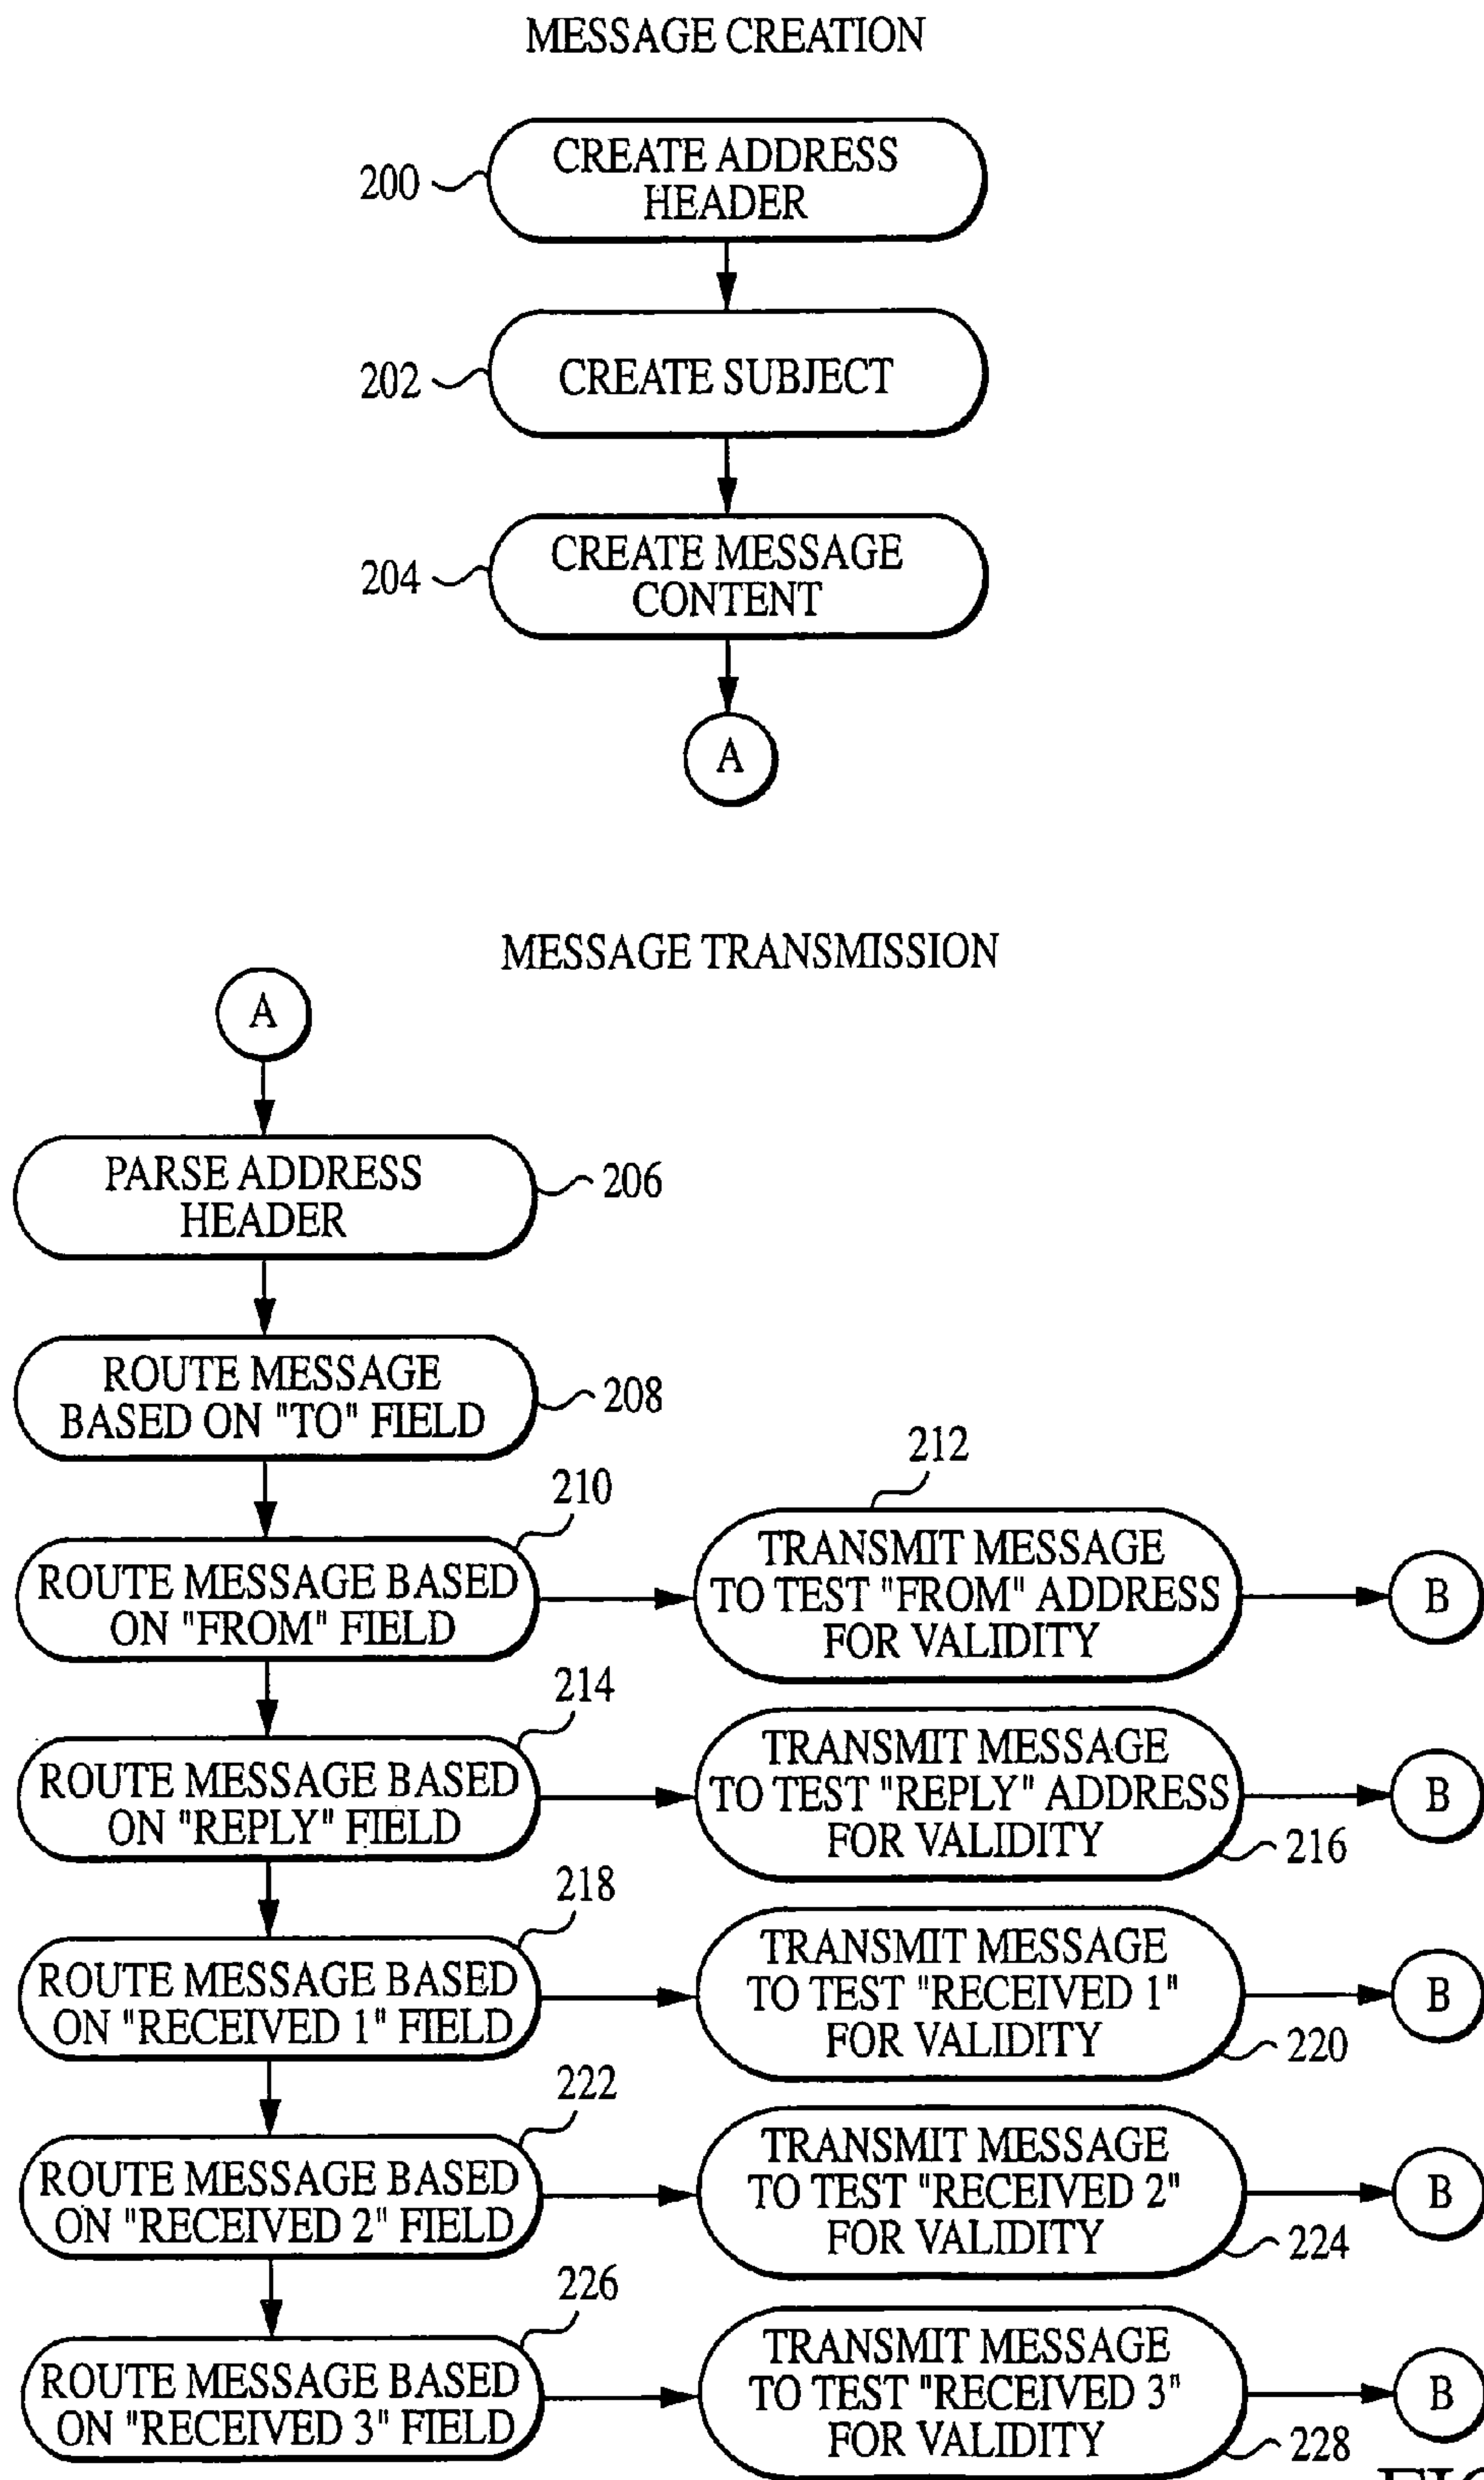 MESSAGE CREATION
200
CREATE ADDRESS
HEADER
202
CREATE SUBJECT
204
CREATE MESSAGE
CONTENT
A
MESSAGE TRANSMISSION
A
PARSE ADDRESS
HEADER
206
ROUTE MESSAGE
BASED ON "TO" FIELD
208
210
ROUTE MESSAGE BASED
ON "FROM" FIELD
212
TRANSMIT MESSAGE
TO TEST "FROM" ADDRESS
FOR VALIDITY
B
214
ROUTE MESSAGE BASED
ON "REPLY" FIELD
TRANSMIT MESSAGE
TO TEST "REPLY" ADDRESS
FOR VALIDITY
216
B
218
ROUTE MESSAGE BASED
ON "RECEIVED 1" FIELD
TRANSMIT MESSAGE
TO TEST "RECEIVED 1"
FOR VALIDITY
220
B
222
ROUTE MESSAGE BASED
ON "RECEIVED 2" FIELD
TRANSMIT MESSAGE
TO TEST "RECEIVED 2"
FOR VALIDITY
224
B
226
ROUTE MESSAGE BASED
ON "RECEIVED 3" FIELD
TRANSMIT MESSAGE
TO TEST "RECEIVED 3"
FOR VALIDITY
228
B